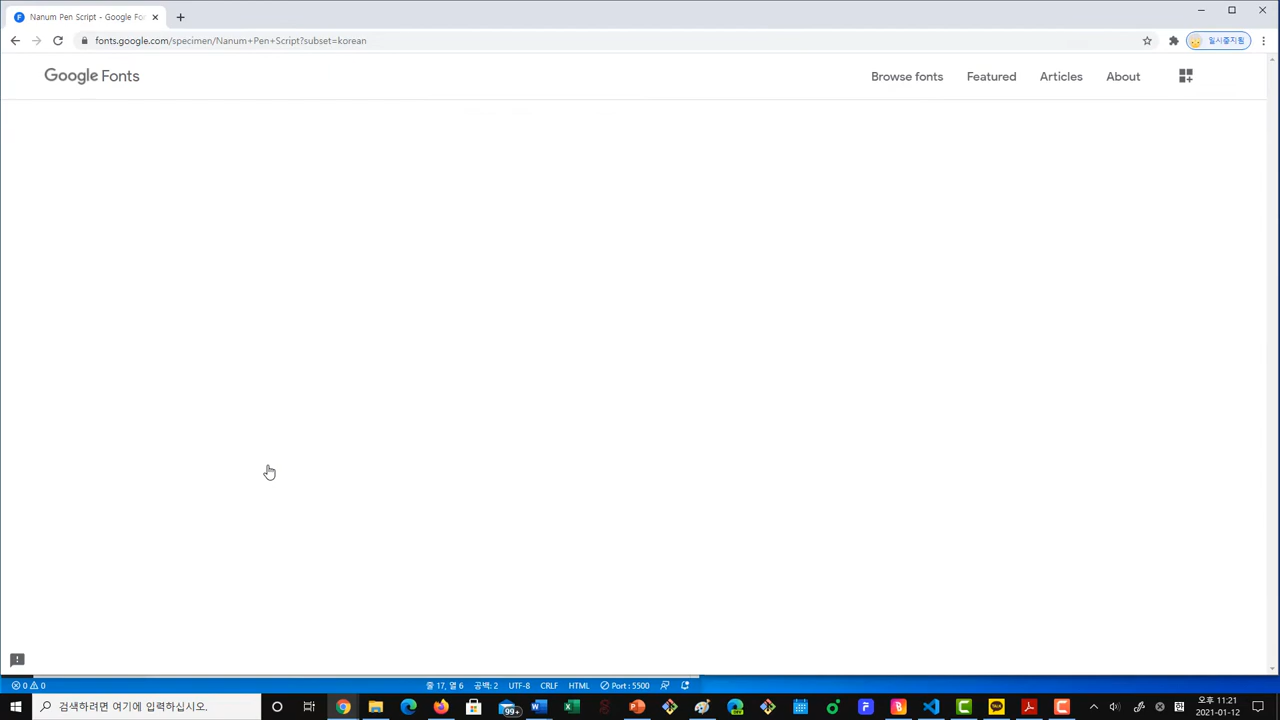 Nanum Pen Script - Google Fo
fonts.google.com/specimen/Nanum+Pen+Script?subset=korean
일시중지됨
Google Fonts
Browse fonts
Featured
Articles
About
0 0
줄 17, 열 6
공백: 2
UTF-8
CRLF
HTML
Port : 5500
검색하려면 여기에 입력하십시오.
99+
오후 11:21
2021-01-12